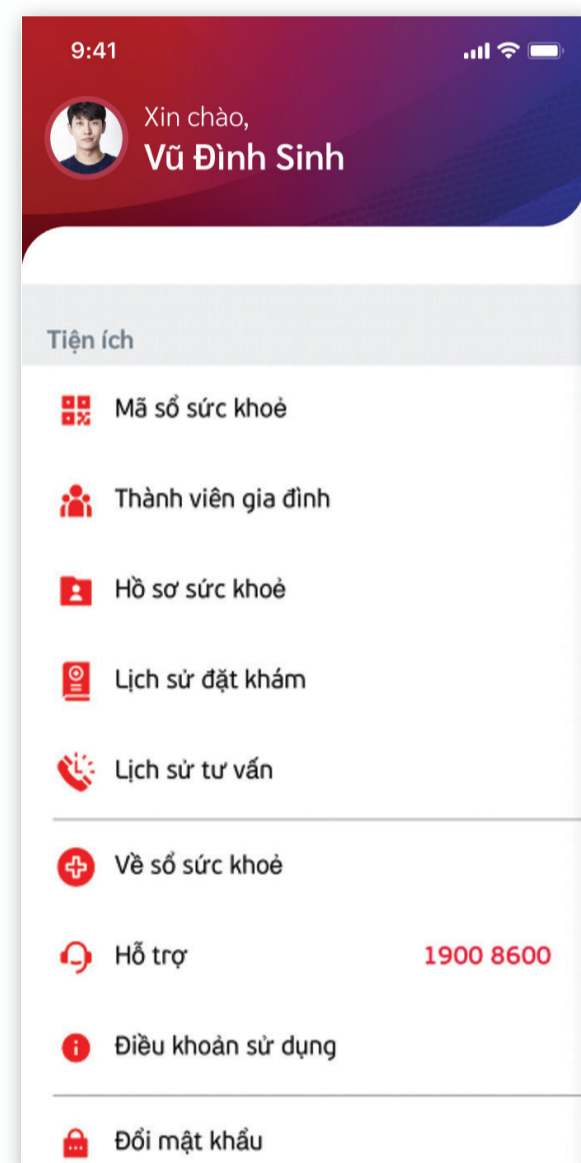 9:41
Xin chào,
Vũ Đình Sinh
Tiện ích
Mã sổ sức khoẻ
Thành viên gia đình
Hồ sơ sức khoẻ
Lịch sử đặt khám
Lịch sử tư vấn
Về sổ sức khoẻ
Hỗ trợ 1900 8600
Điều khoản sử dụng
Đổi mật khẩu